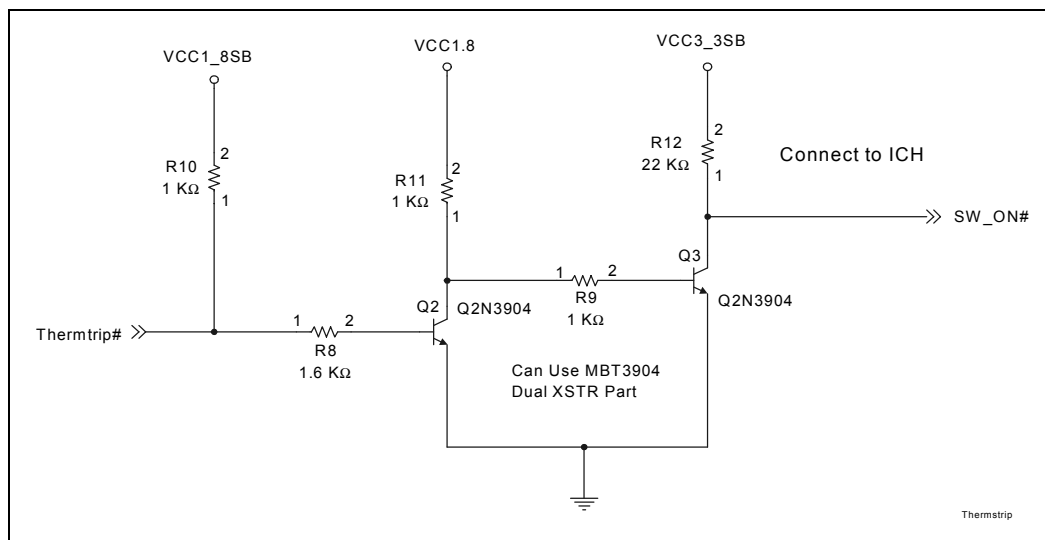 VCC1_8SB
VCC1.8
VCC3_3SB
2
R10
1 KΩ
1
2
R11
1 KΩ
1
2
R12
22 KΩ
1
Connect to ICH
SW_ON#
Q3
Q2N3904
1
2
R9
1 KΩ
Q2
Q2N3904
Thermtrip#
1
2
R8
1.6 KΩ
Can Use MBT3904
Dual XSTR Part
Thermstrip